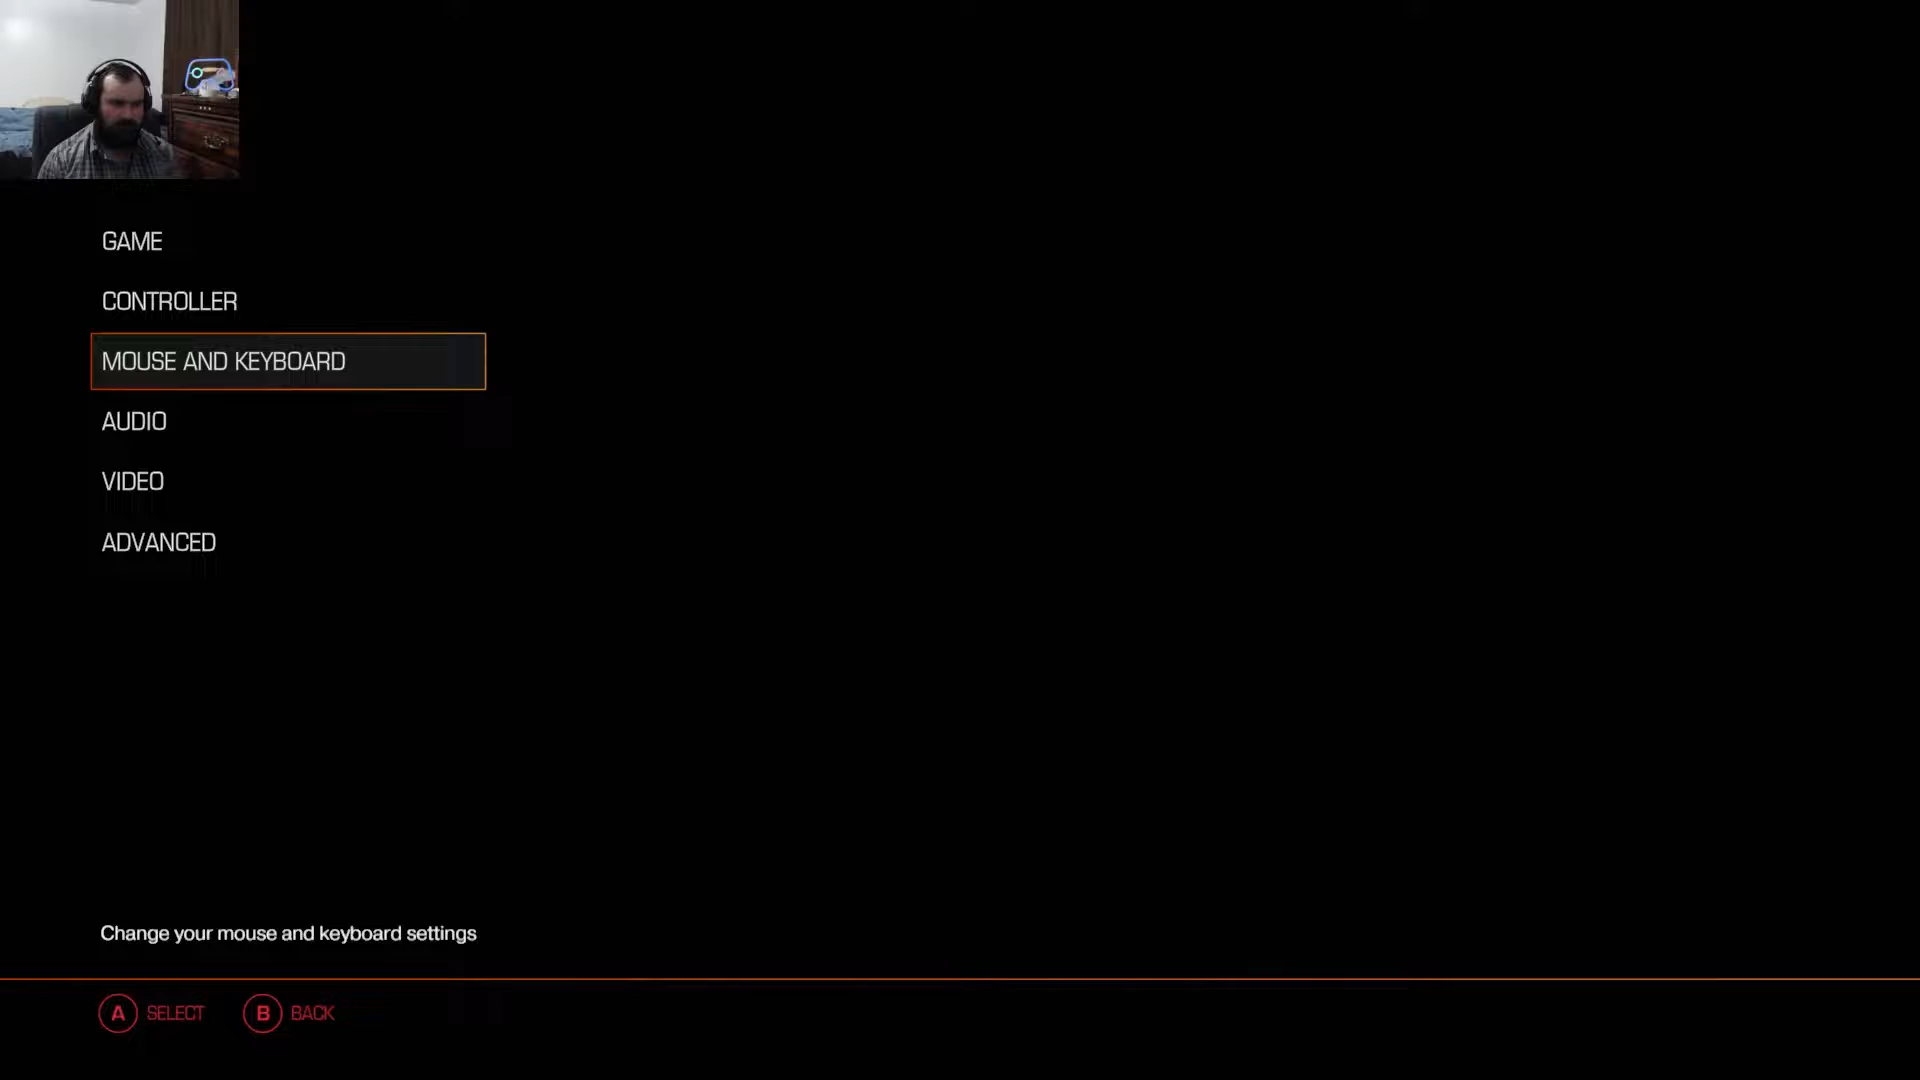 GAME
CONTROLLER
MOUSE AND KEYBOARD
AUDIO
VIDEO
ADVANCED
Change your mouse and keyboard settings
A SELECT B BACK